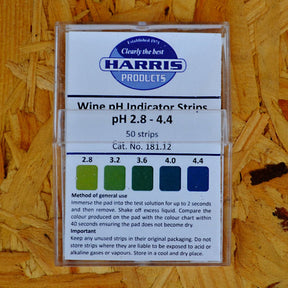 Established 1971
Clearly the best
HARRIS
PRODUCTS
Wine pH Indicator Strips
pH 2.8 - 4.4
50 strips
Cat. No. 181.12
2.8 3.2 3.6 4.0 4.4
Method of general use
Immerse the pad into the test solution for up to 2 seconds
and then remove. Shake off excess liquid. Compare the
colour produced on the pad with the colour chart within
40 seconds ensuring the pad does not become dry.
Important
Keep any unused strips in their original packaging. Do not
store strips where they are liable to be exposed to acid or
alkaline gases or vapours. Store in a cool and dry place.